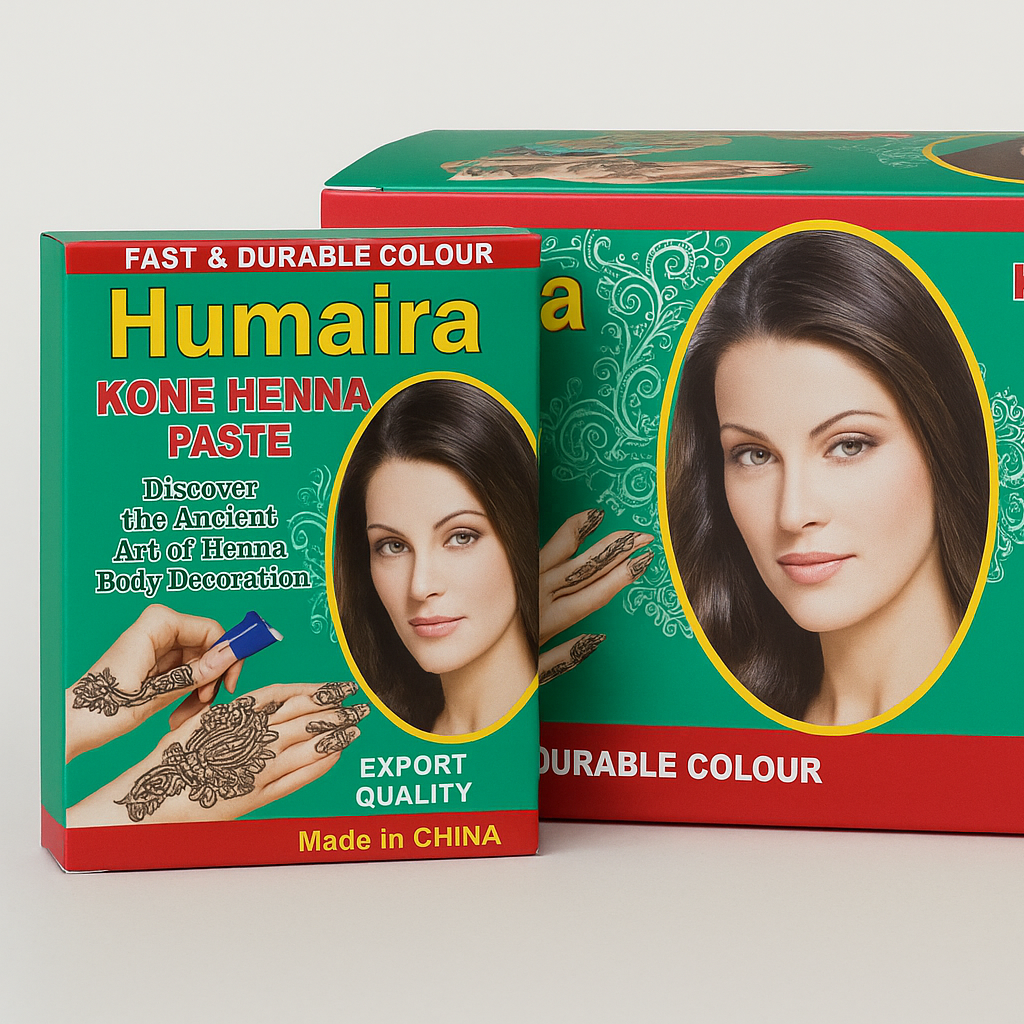 FAST & DURABLE COLOUR
Humaira
KONE HENNA
PASTE
Discover
the Ancient
Art of Henna
Body Decoration
EXPORT
QUALITY
Made in CHINA
a
DURABLE COLOUR